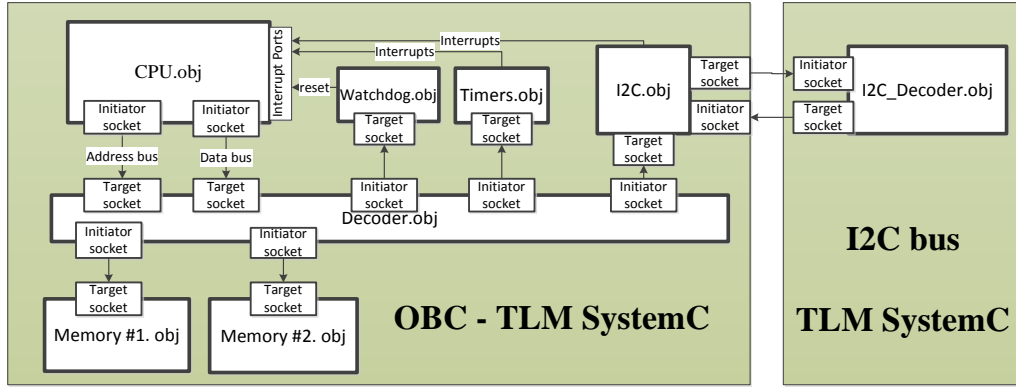 CPU.obj
Interrupt Ports
Interrupts
Interrupts
reset
Watchdog.obj
Timers.obj
I2C.obj
Target
socket
Initiator
socket
Initiator
socket
Target
socket
I2C_Decoder.obj
Initiator
socket
Initiator
socket
Target
socket
Target
socket
Target
socket
Address bus
Data bus
Target
socket
Target
socket
Initiator
socket
Initiator
socket
Initiator
socket
Decoder.obj
Initiator
socket
Initiator
socket
Target
socket
Target
socket
Memory #1. obj
Memory #2. obj
OBC - TLM SystemC
I2C bus
TLM SystemC